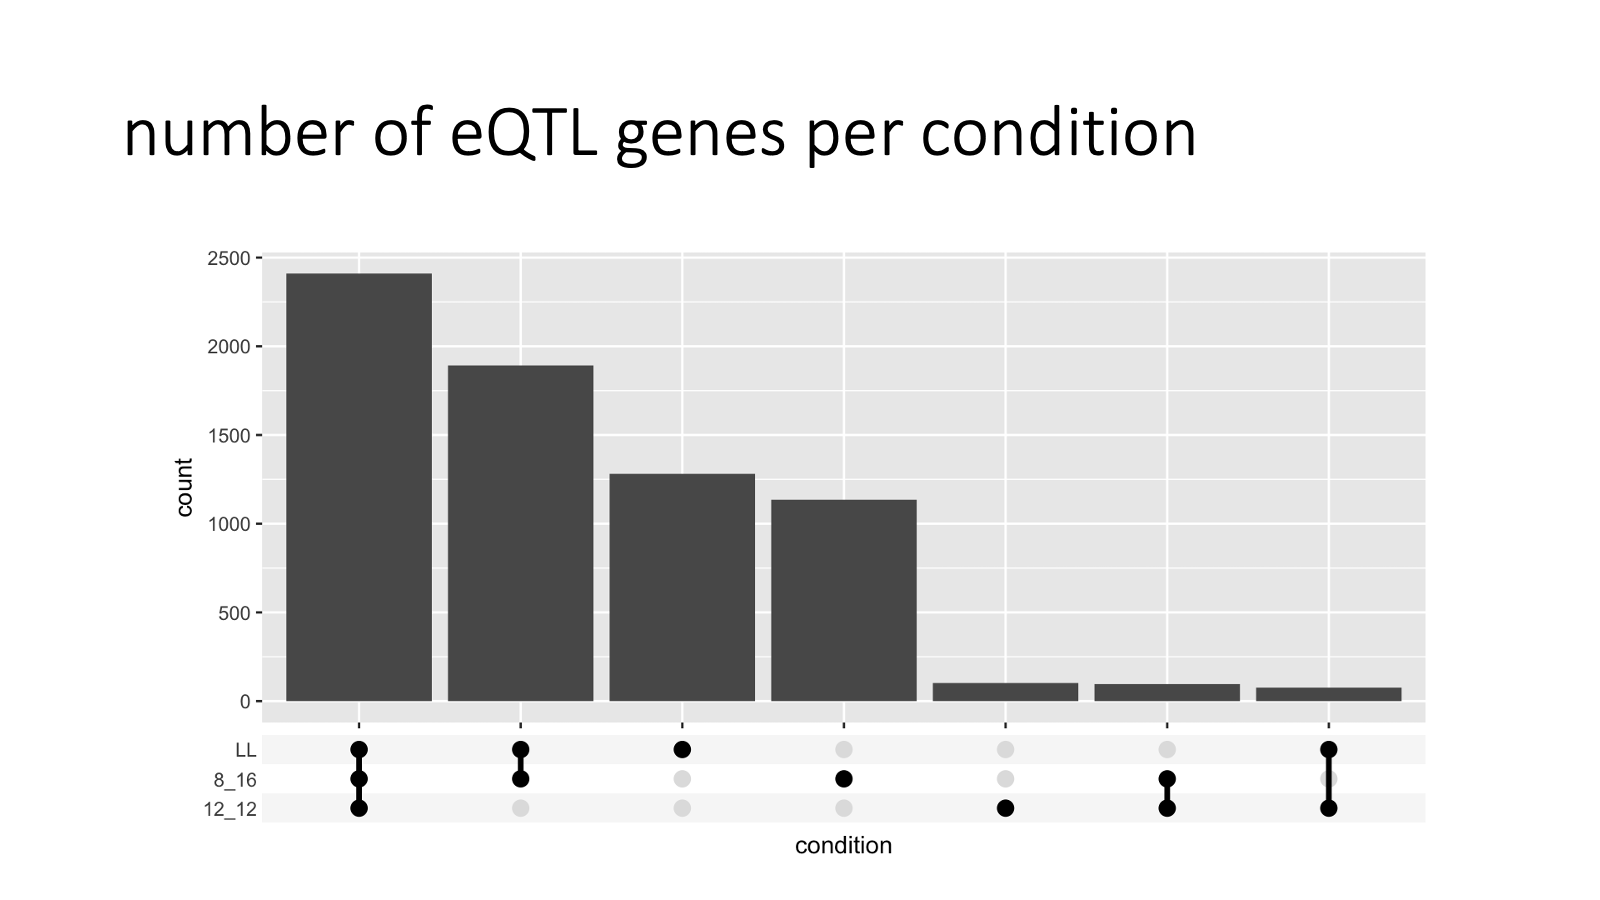 number of eQTL genes per condition
2500
2000
1500
1000
500
0
count
LL
8_16
12_12
condition